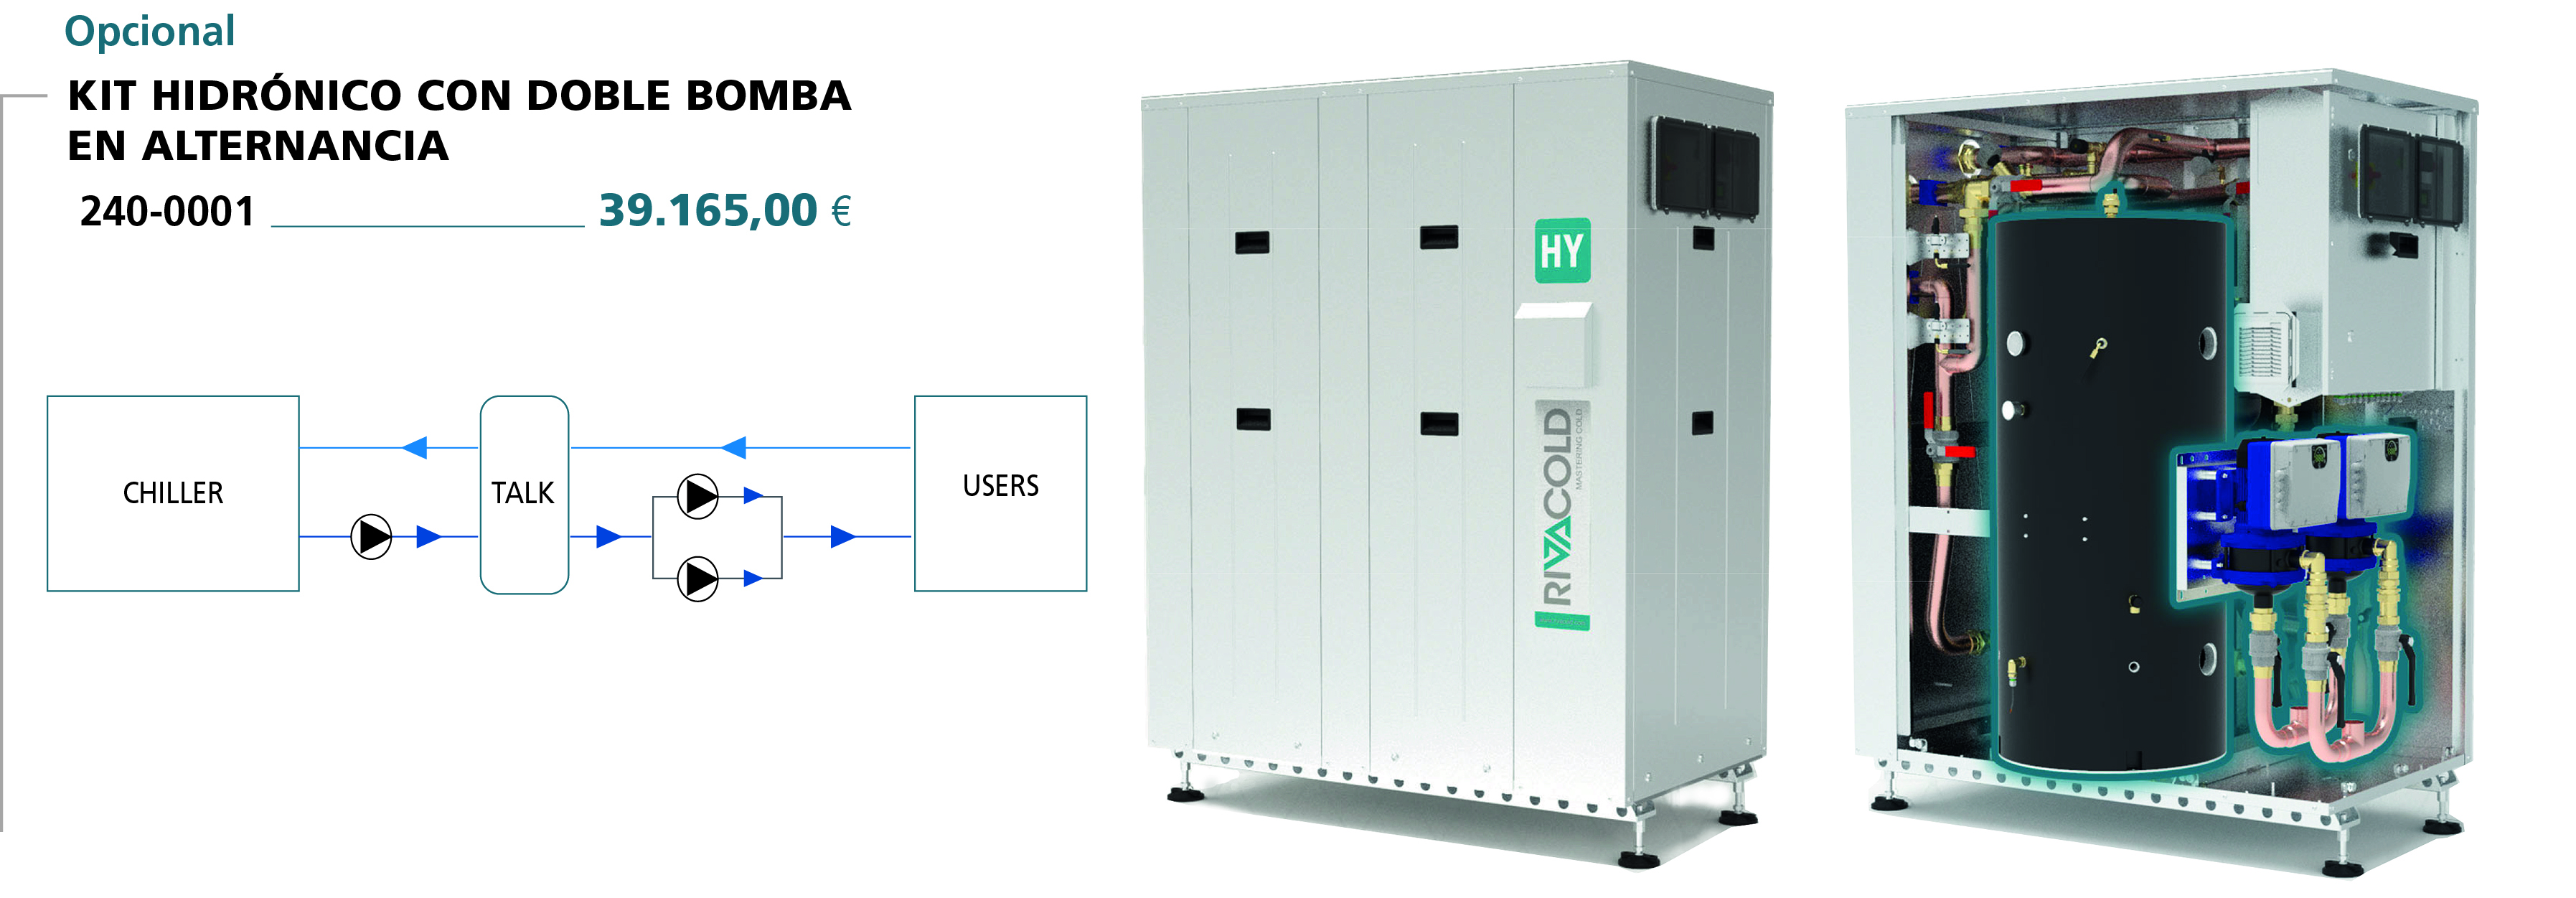 Opcional
KIT HIDRÓNICO CON DOBLE BOMBA
EN ALTERNANCIA
240-0001 39.165,00 €
CHILLER
TALK
USERS
HY
RIVACOLD
MASTERING COLD